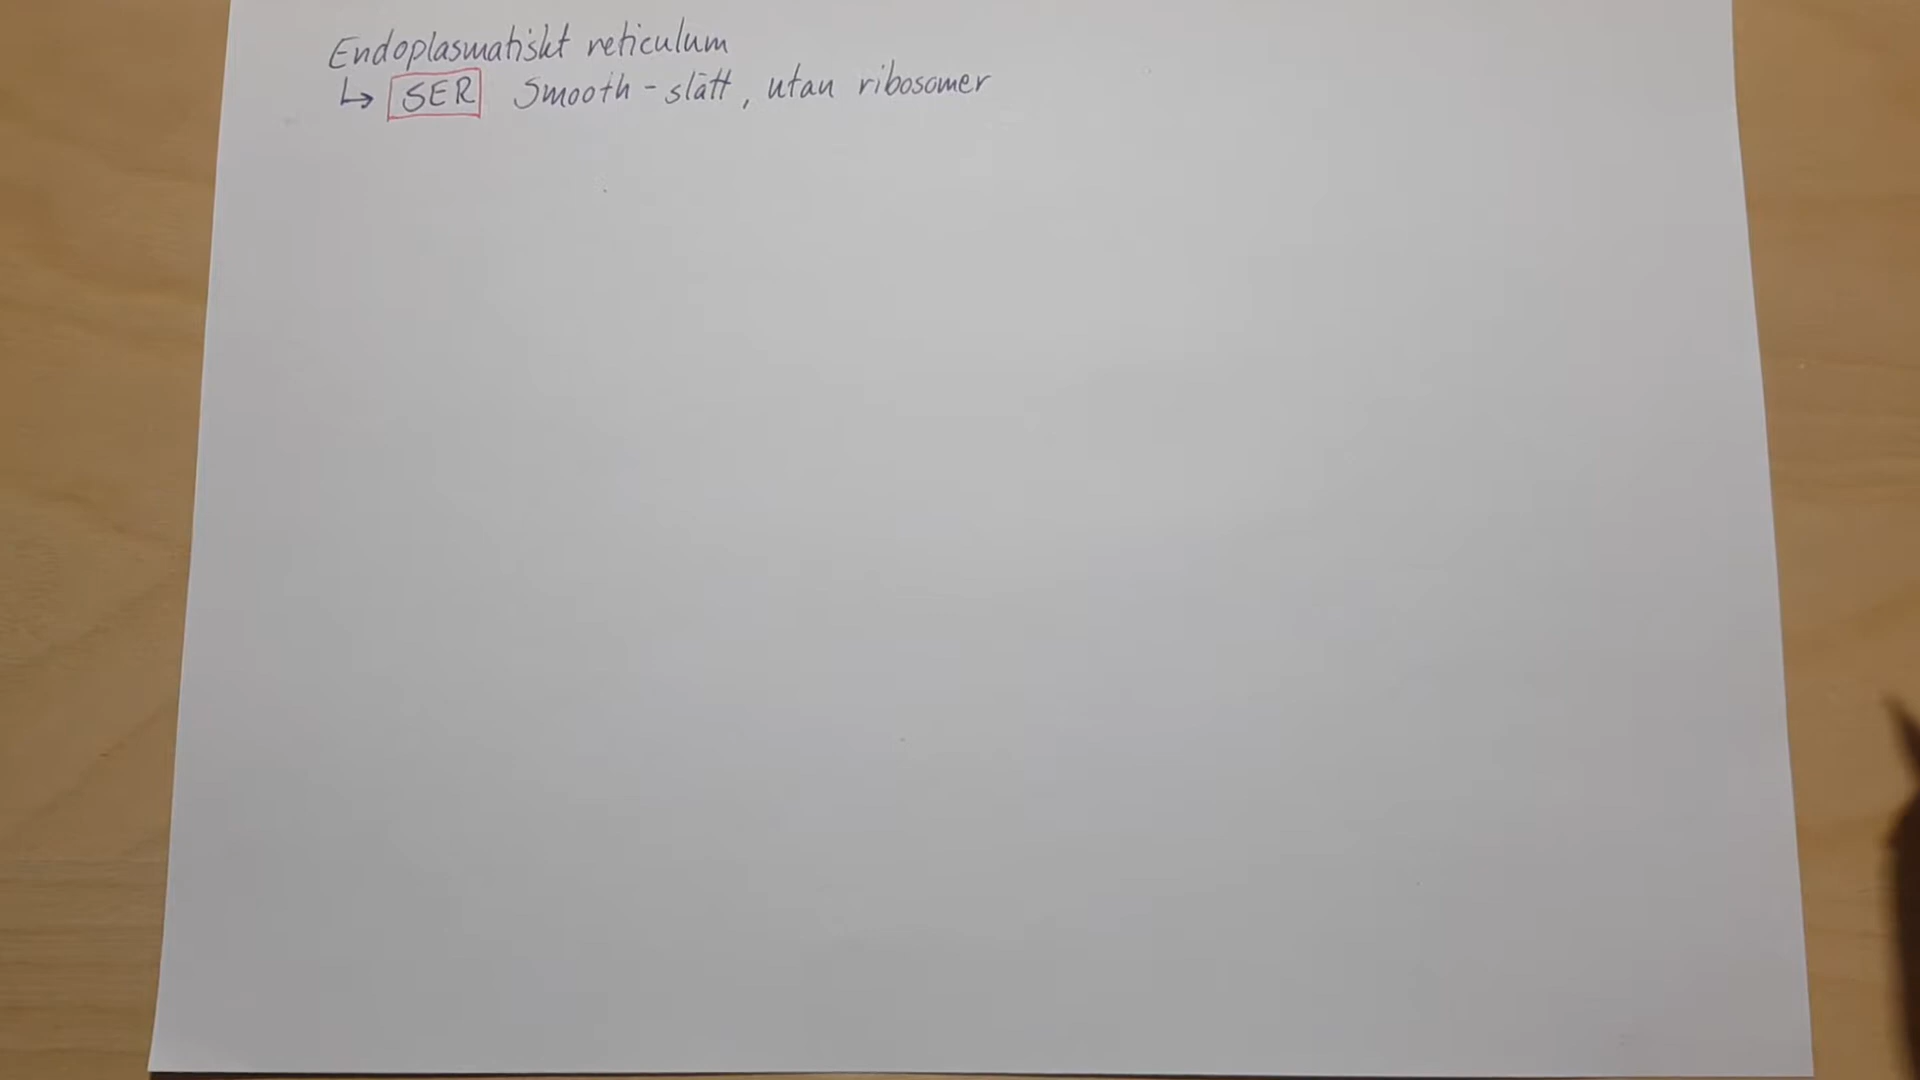 Endoplasmatiskt reticulum
↳ SER Smooth - slätt, utan ribosomer